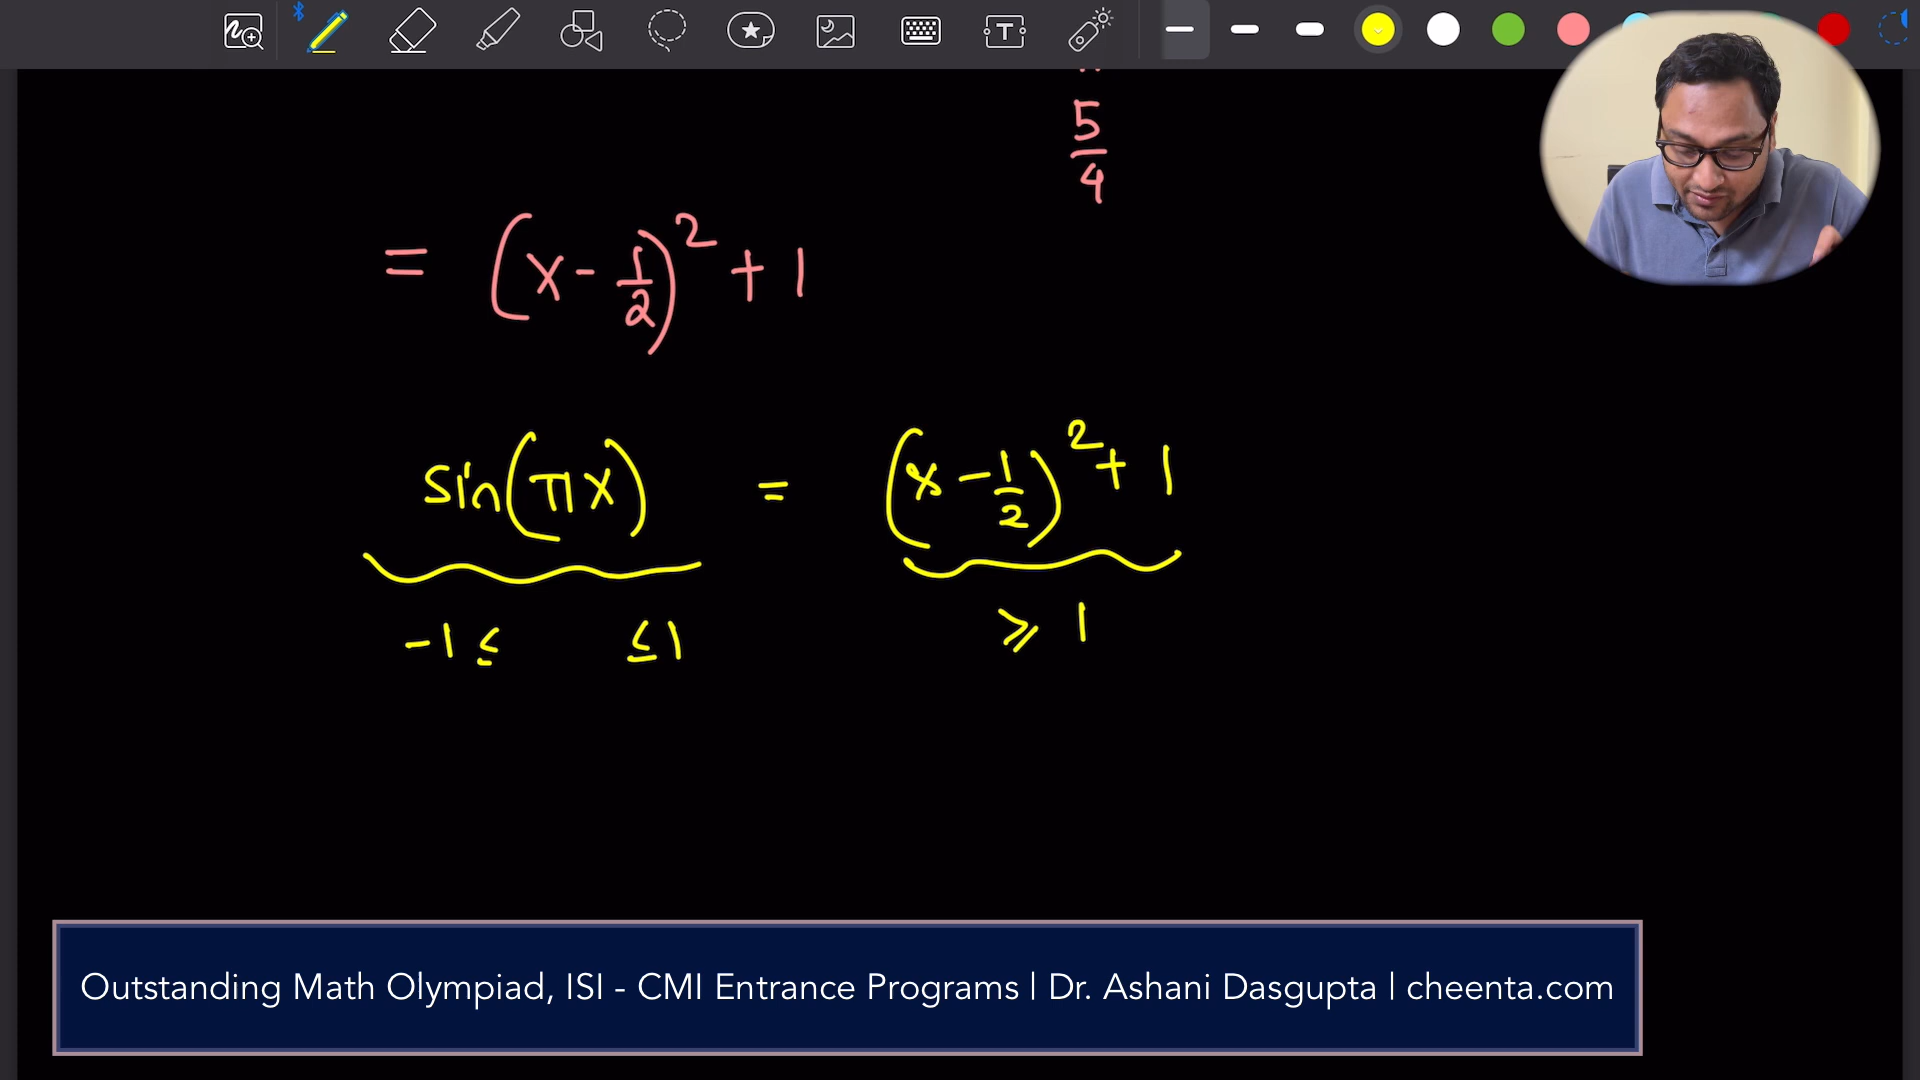 5
4
= (x - 1/2)² + 1
sin(πx) = (x - 1/2)² + 1
-1 ≤ ≤ 1 ≥ 1
Outstanding Math Olympiad, ISI - CMI Entrance Programs | Dr. Ashani Dasgupta | cheenta.com